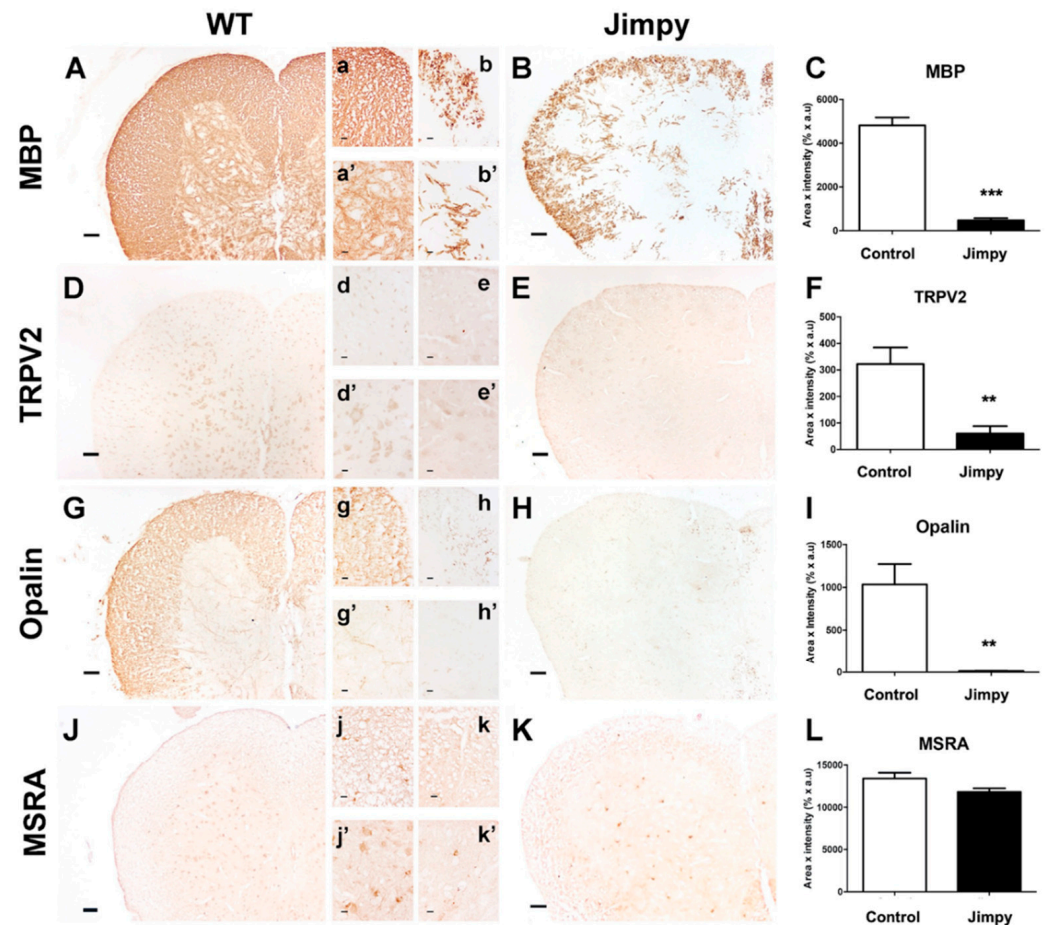 WT
Jimpy
MBP
A
a
b
a’
b’
B
C
MBP
Area x intensity (% x a.u)
6000
4000
2000
0
***
Control Jimpy
TRPV2
D
d
e
d’
e’
E
F
TRPV2
Area x intensity (% x a.u)
500
400
300
200
100
0
**
Control Jimpy
Opalin
G
g
h
g’
h’
H
I
Opalin
Area x Intensity (% x a.u)
1500
1000
500
0
**
Control Jimpy
MSRA
J
j
k
j’
k’
K
L
MSRA
Area x intensity (% x a.u)
15000
10000
5000
0
Control Jimpy